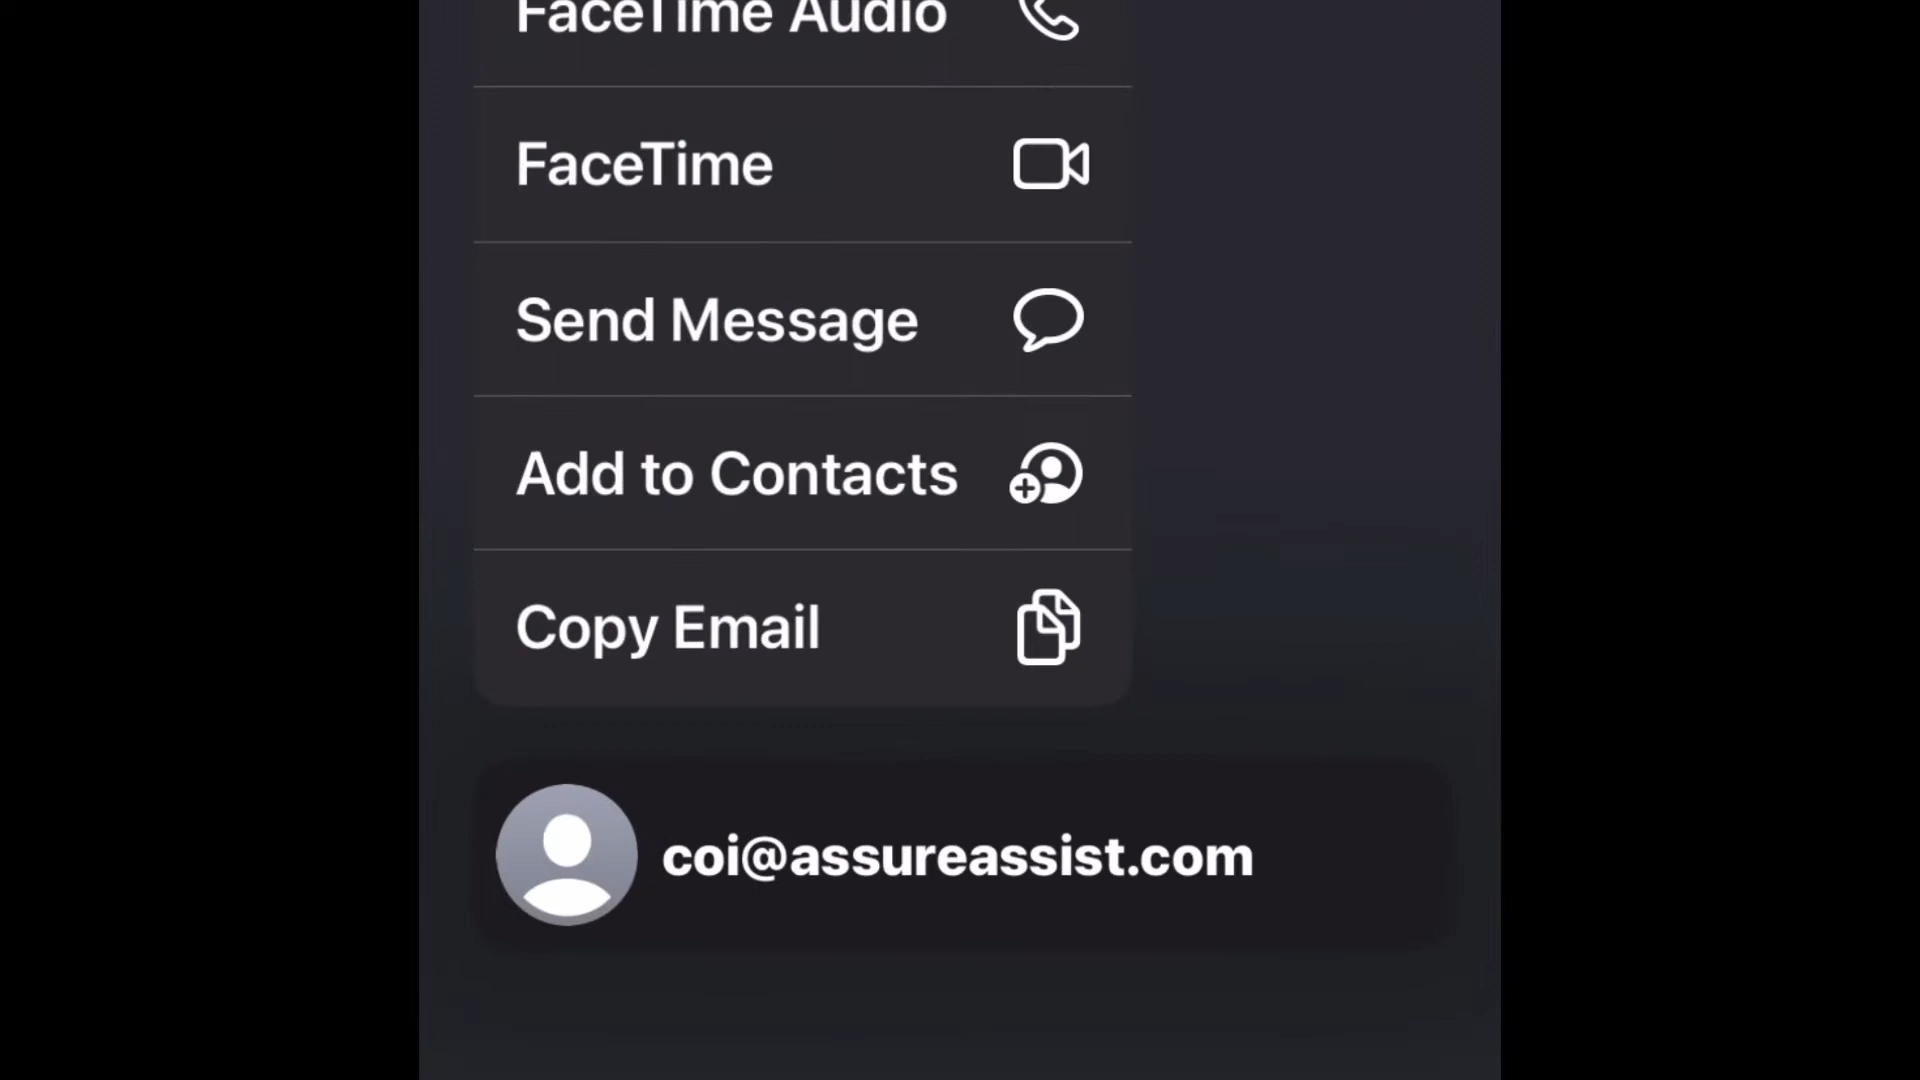 FaceTime Audio
FaceTime
Send Message
Add to Contacts
Copy Email
coi@assureassist.com